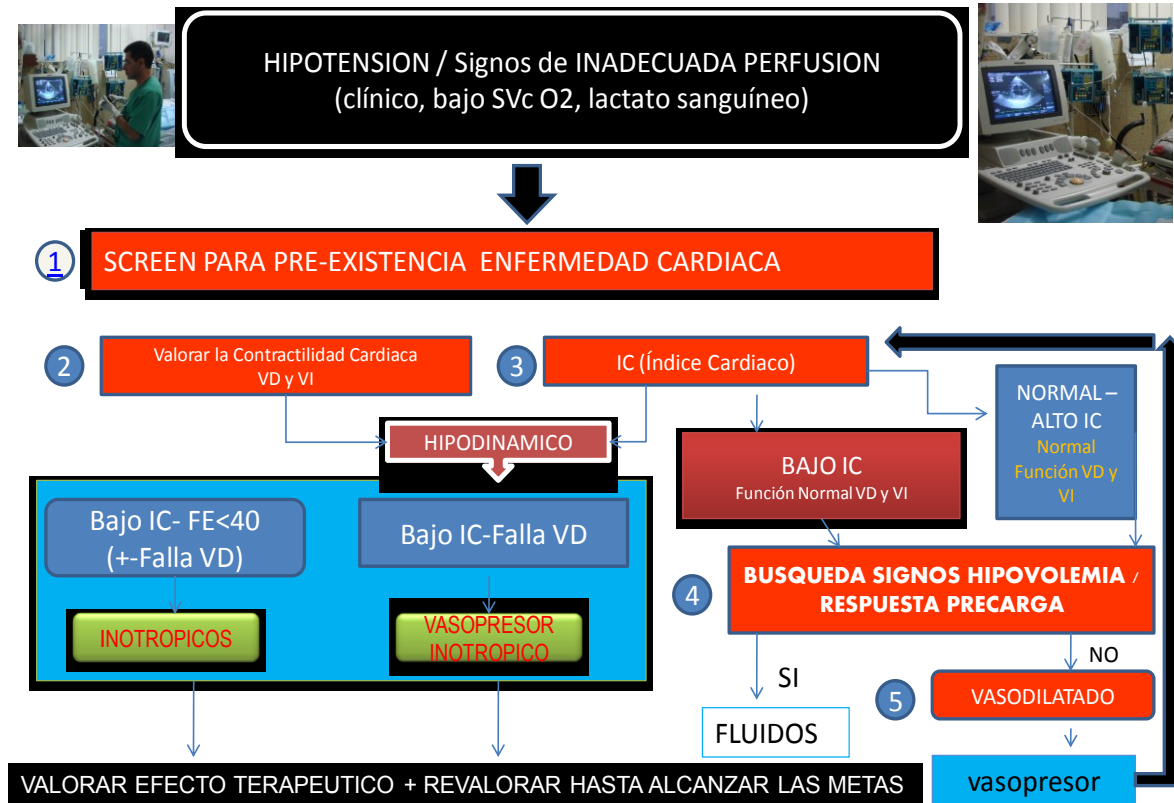 HIPOTENSION / Signos de INADECUADA PERFUSION
(clínico, bajo SVc O2, lactato sanguíneo)
1
SCREEN PARA PRE-EXISTENCIA ENFERMEDAD CARDIACA
2
Valorar la Contractilidad Cardiaca
VD y VI
3
IC (Índice Cardiaco)
NORMAL –
ALTO IC
Normal
Función VD y
VI
HIPODINAMICO
BAJO IC
Función Normal VD y VI
Bajo IC- FE<40
(+-Falla VD)
Bajo IC-Falla VD
4
BUSQUEDA SIGNOS HIPOVOLEMIA /
RESPUESTA PRECARGA
INOTROPICOS
VASOPRESOR
INOTROPICO
SI
NO
5
VASODILATADO
FLUIDOS
vasopresor
VALORAR EFECTO TERAPEUTICO + REVALORAR HASTA ALCANZAR LAS METAS